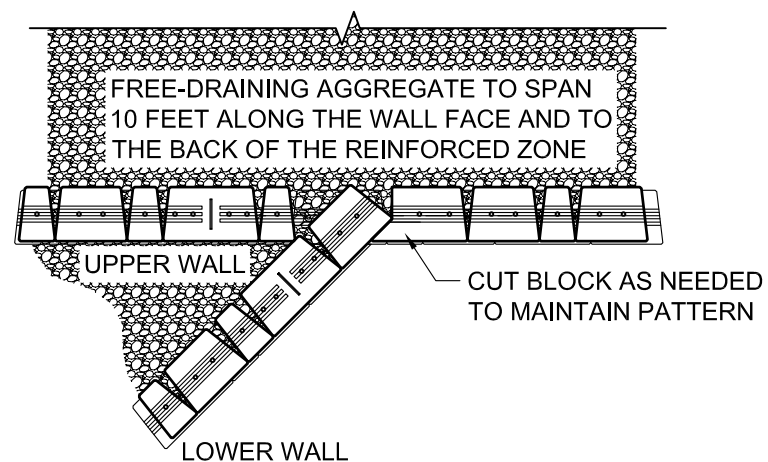 FREE-DRAINING AGGREGATE TO SPAN
10 FEET ALONG THE WALL FACE AND TO
THE BACK OF THE REINFORCED ZONE
UPPER WALL
CUT BLOCK AS NEEDED
TO MAINTAIN PATTERN
LOWER WALL